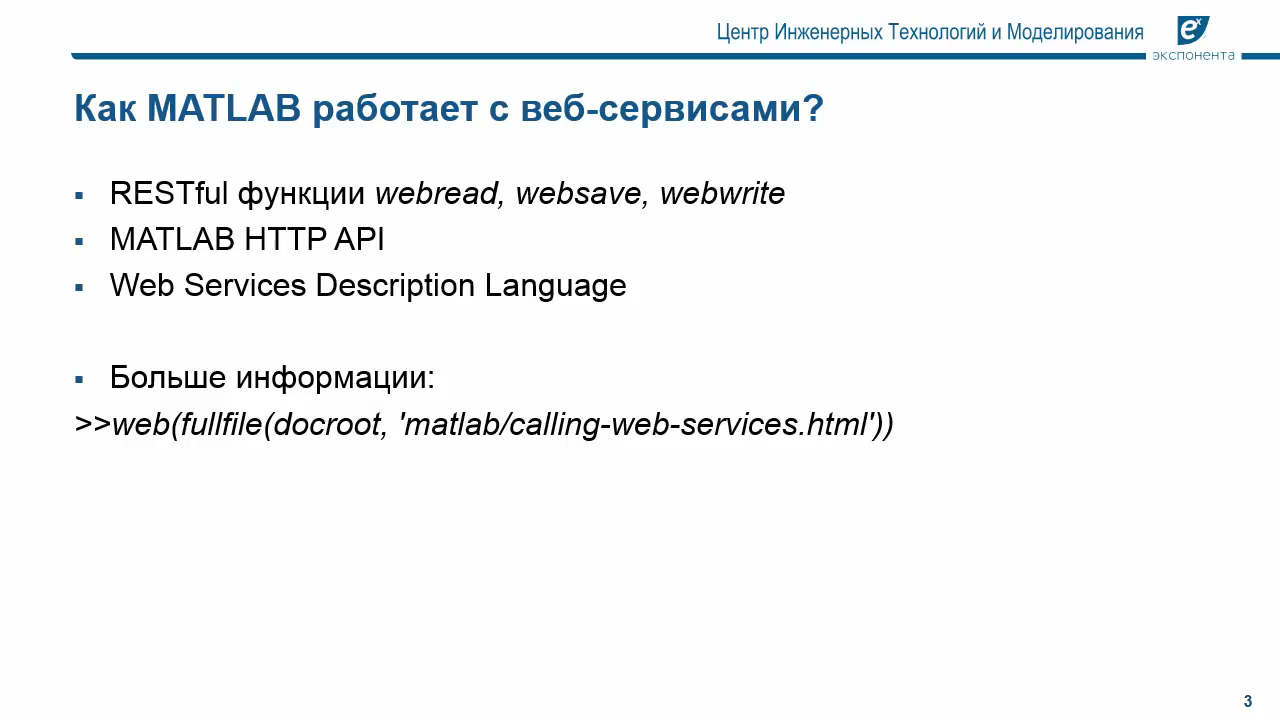 Центр Инженерных Технологий и Моделирования
ex
экспонента
Как MATLAB работает с веб-сервисами?
▪ RESTful функции webread, websave, webwrite
▪ MATLAB HTTP API
▪ Web Services Description Language
▪ Больше информации:
>>web(fullfile(docroot, 'matlab/calling-web-services.html'))
3